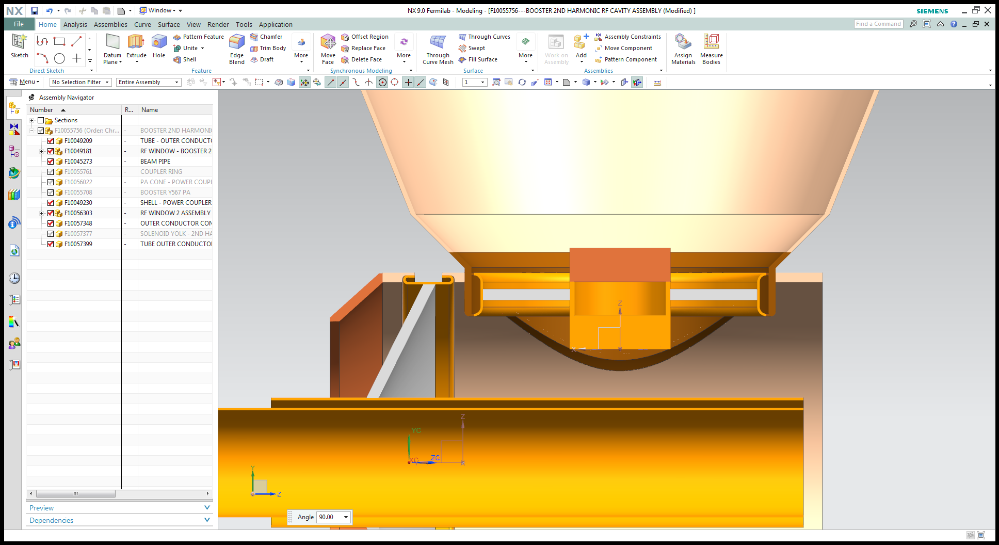 NX Window NX 9.0 Fermilab - Modeling - [F10055756---BOOSTER 2ND HARMONIC RF CAVITY ASSEMBLY (Modified) ] SIEMENS
File Home Analysis Assemblies Curve Surface View Render Tools Application Find a Command
Sketch
Direct Sketch
Datum Plane
Extrude
Hole
Pattern Feature
Unite
Shell
Edge Blend
Chamfer
Trim Body
Draft
More
Feature
Move Face
Offset Region
Replace Face
Delete Face
More
Synchronous Modeling
Through Curve Mesh
Through Curves
Swept
Fill Surface
More
Surface
Work on Assembly
Add
Assembly Constraints
Move Component
Pattern Component
Assemblies
Assign Materials
Measure Bodies
Menu No Selection Filter Entire Assembly 1
Assembly Navigator
Number R... Name
Sections
F10055756 (Order: Chr... - BOOSTER 2ND HARMONIC
F10049209 - TUBE - OUTER CONDUCTO
F10049181 - RF WINDOW - BOOSTER 2
F10045273 - BEAM PIPE
F10055761 - COUPLER RING
F10056022 - PA CONE - POWER COUPL
F10055708 - BOOSTER Y567 PA
F10049230 - SHELL - POWER COUPLER
F10056303 - RF WINDOW 2 ASSEMBLY
F10057348 - OUTER CONDUCTOR CON
F10057377 - SOLENOID YOLK - 2ND HA
F10057399 - TUBE OUTER CONDUCTOR
Preview
Dependencies
Z
X
Z
YC
XC ZC
Y
Z
Angle 90.00